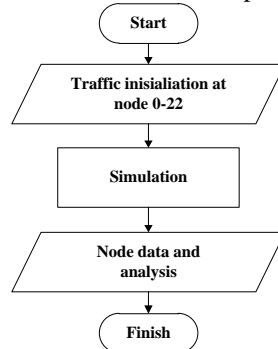 Start
Traffic inisialiation at
node 0-22
Simulation
Node data and
analysis
Finish